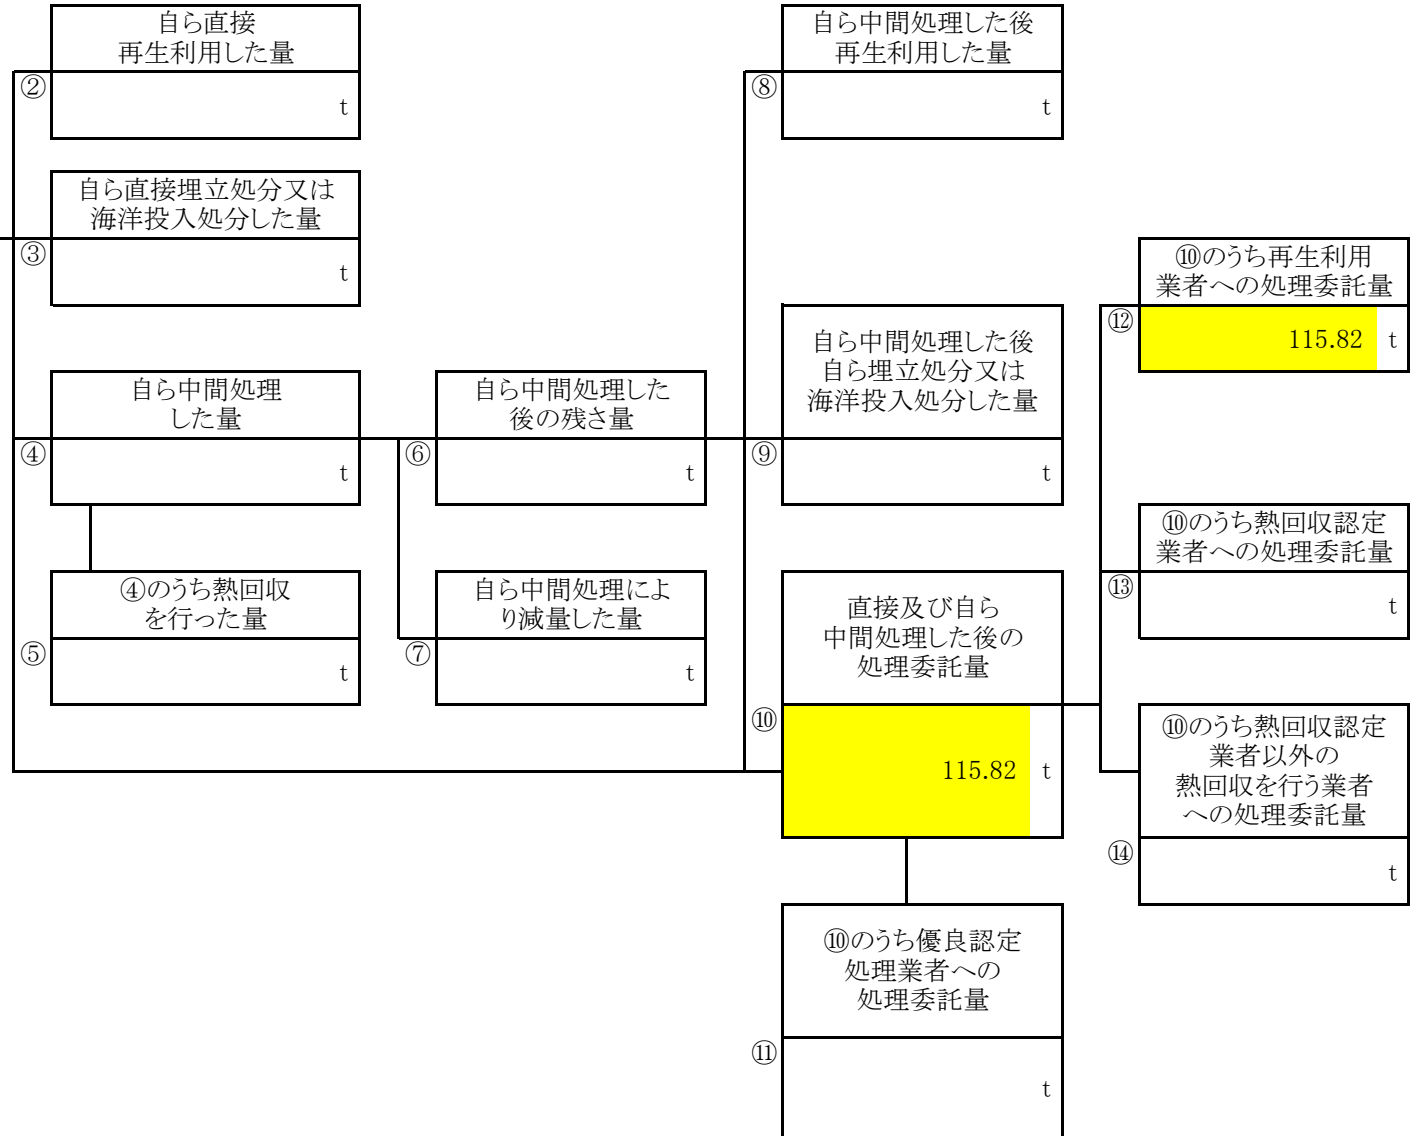 自ら直接
再生利用した量
②
t
自ら直接埋立処分又は
海洋投入処分した量
③
t
自ら中間処理
した量
④
t
④のうち熱回収
を行った量
⑤
t
自ら中間処理した
後の残さ量
⑥
t
自ら中間処理によ
り減量した量
⑦
t
自ら中間処理した後
再生利用した量
⑧
t
自ら中間処理した後
自ら埋立処分又は
海洋投入処分した量
⑨
t
直接及び自ら
中間処理した後の
処理委託量
⑩
115.82 t
⑩のうち優良認定
処理業者への
処理委託量
⑪
t
⑩のうち再生利用
業者への処理委託量
⑫
115.82 t
⑩のうち熱回収認定
業者への処理委託量
⑬
t
⑩のうち熱回収認定
業者以外の
熱回収を行う業者
への処理委託量
⑭
t